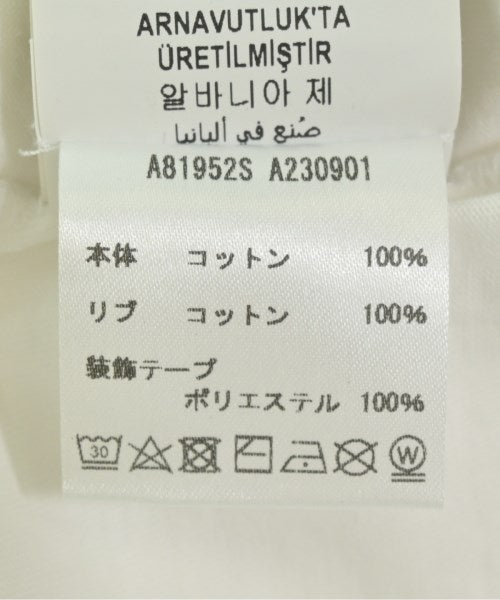 ARNAVUTLUK'TA
ÜRETİLMİŞTİR
알바니아 제
صُنع في ألبانيا
A81952S A230901
本体 コットン 100%
リブ コットン 100%
装飾テープ
ポリエステル 100%
30 W